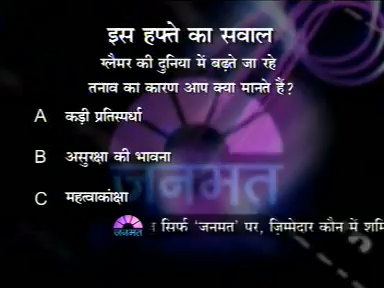 इस हफ्ते का सवाल
ग्लैमर की दुनिया में बढ़ते जा रहे
तनाव का कारण आप क्या मानते हैं?
A कड़ी प्रतिस्पर्धा
B असुरक्षा की भावना
C महत्वाकांक्षा
जनमत
जनमत सिर्फ 'जनमत' पर, ज़िम्मेदार कौन में